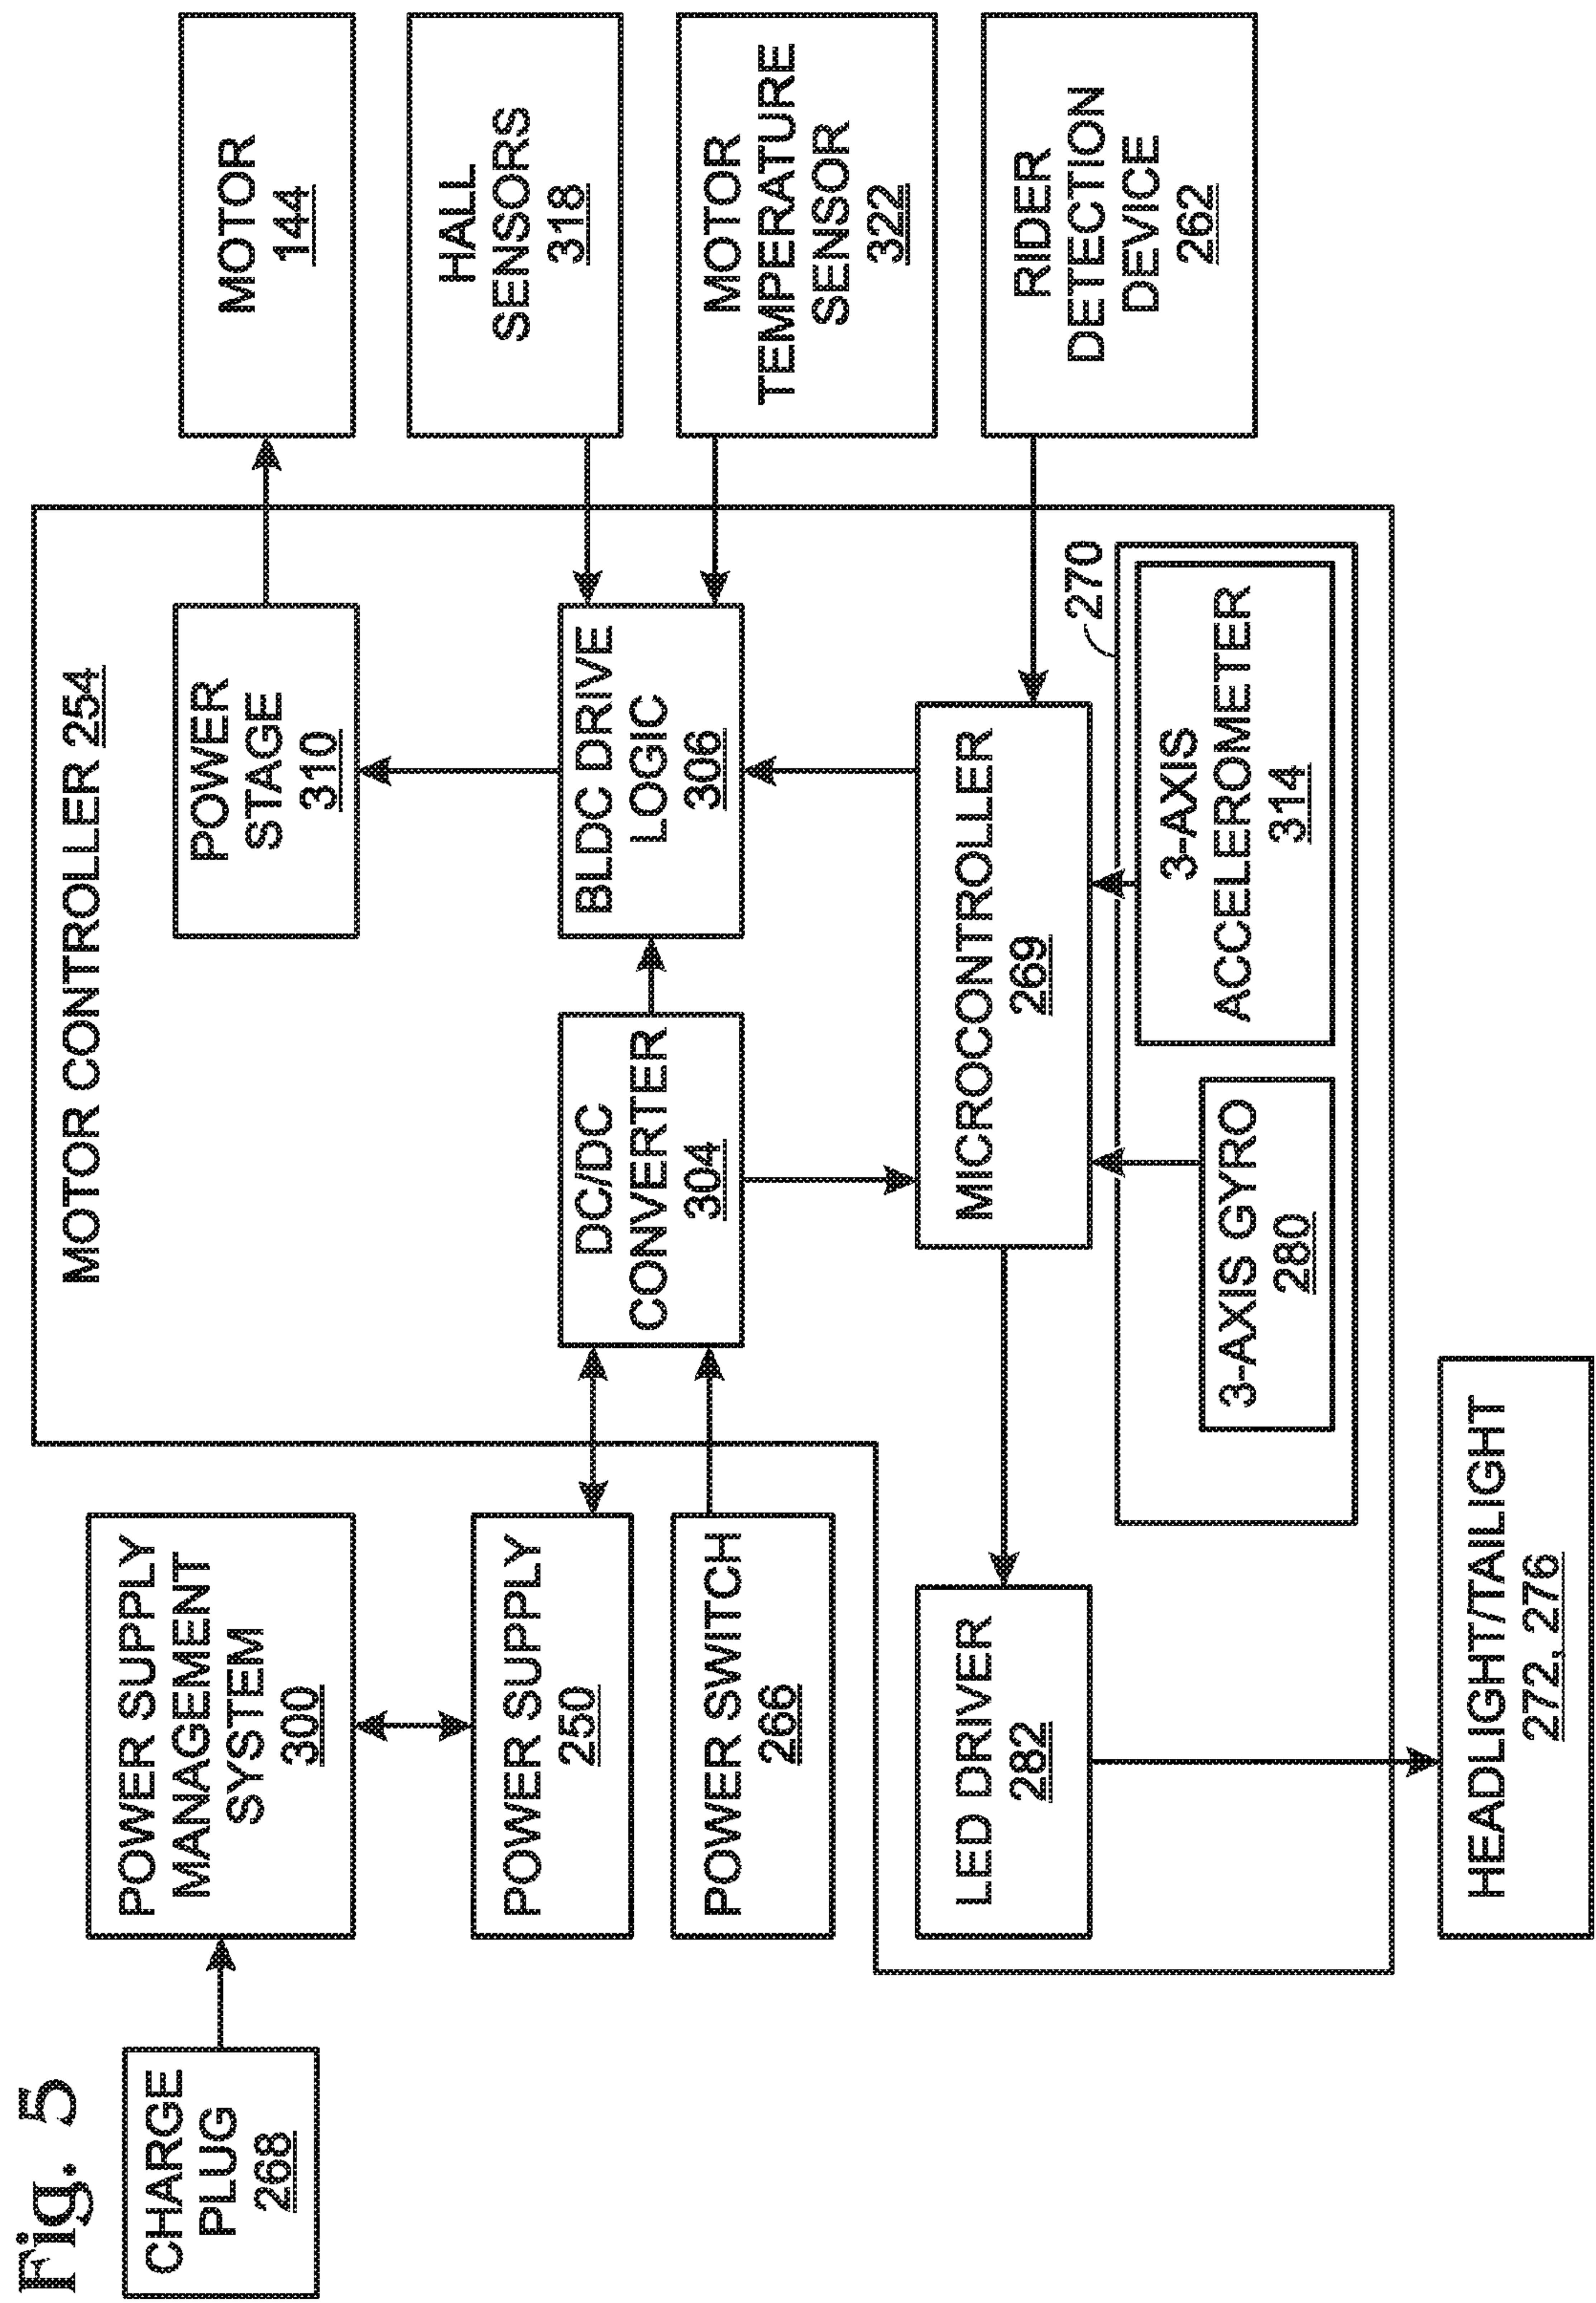 Fig. 5
CHARGE
PLUG
268
POWER SUPPLY
MANAGEMENT
SYSTEM
300
POWER SUPPLY
250
POWER SWITCH
266
MOTOR CONTROLLER 254
DC/DC
CONVERTER
304
POWER
STAGE
310
BLDC DRIVE
LOGIC
306
MICROCONTROLLER
269
LED DRIVER
282
270
3-AXIS GYRO
280
3-AXIS
ACCELEROMETER
314
HEADLIGHT/TAILIGHT
272, 276
MOTOR
144
HALL
SENSORS
318
MOTOR
TEMPERATURE
SENSOR
322
RIDER
DETECTION
DEVICE
262